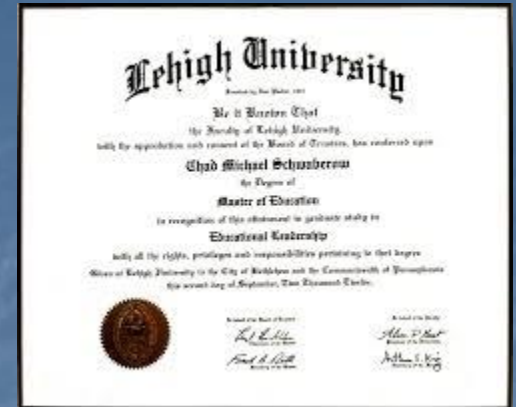 Lehigh University
Be it Known That
the Faculty of Lehigh University
with the approbation and consent of the Board of Trustees, has conferred upon
Chad Michael Schwaberow
the Degree of
Master of Education
in recognition of this attainment in graduate study in
Educational Leadership
with all the rights, privileges and responsibilities pertaining to that degree
Given at Lehigh University in the City of Bethlehem and the Commonwealth of Pennsylvania
this second day of September, Two Thousand Twelve.